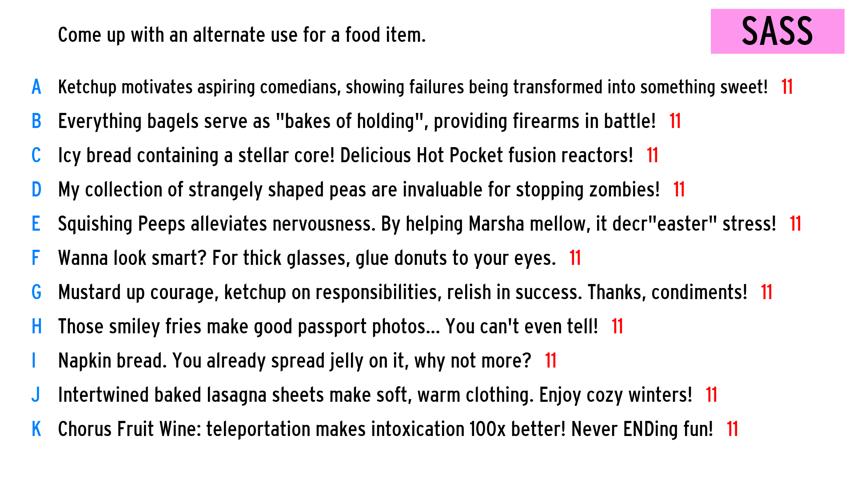 Come up with an alternate use for a food item.
SASS
A Ketchup motivates aspiring comedians, showing failures being transformed into something sweet! 11
B Everything bagels serve as "bakes of holding", providing firearms in battle! 11
C Icy bread containing a stellar core! Delicious Hot Pocket fusion reactors! 11
D My collection of strangely shaped peas are invaluable for stopping zombies! 11
E Squishing Peeps alleviates nervousness. By helping Marsha mellow, it decr"easter" stress! 11
F Wanna look smart? For thick glasses, glue donuts to your eyes. 11
G Mustard up courage, ketchup on responsibilities, relish in success. Thanks, condiments! 11
H Those smiley fries make good passport photos... You can't even tell! 11
I Napkin bread. You already spread jelly on it, why not more? 11
J Intertwined baked lasagna sheets make soft, warm clothing. Enjoy cozy winters! 11
K Chorus Fruit Wine: teleportation makes intoxication 100x better! Never ENDing fun! 11